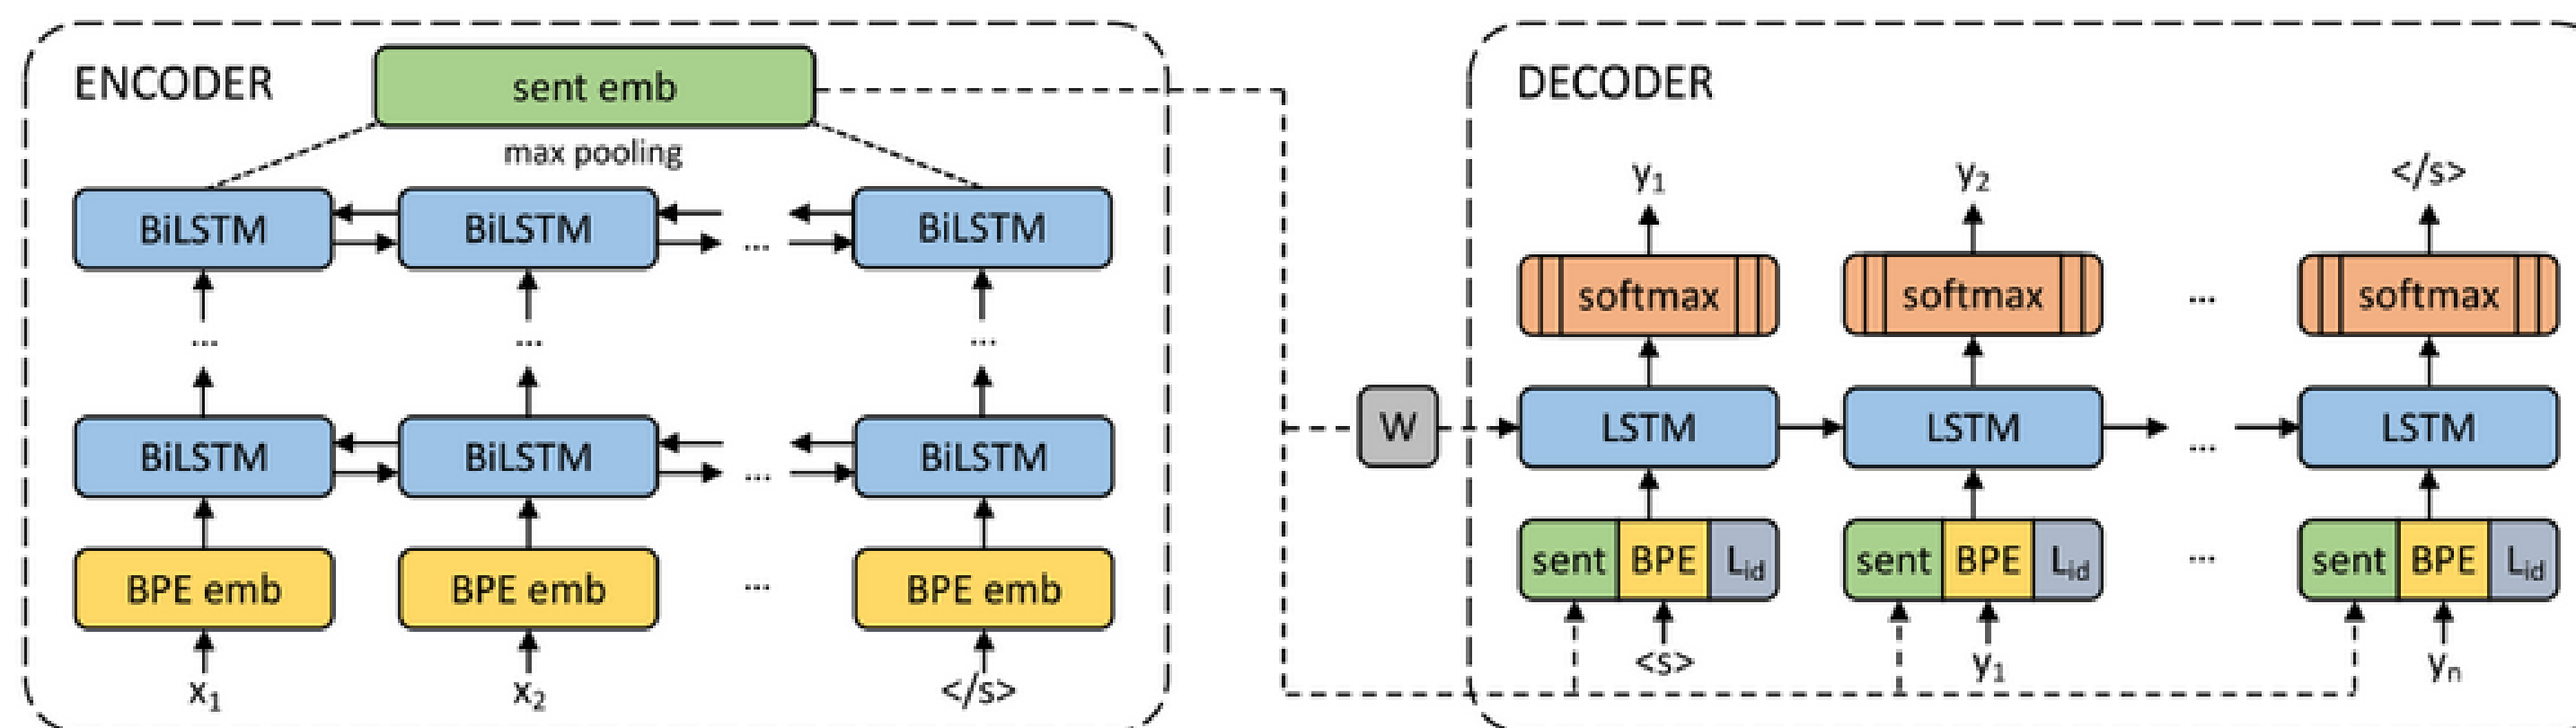 ENCODER
sent emb
max pooling
BiLSTM BiLSTM ... BiLSTM
... ... ...
BiLSTM BiLSTM ... BiLSTM
BPE emb BPE emb ... BPE emb
x₁ x₂ </s>
W
DECODER
y₁ y₂ </s>
softmax softmax ... softmax
LSTM LSTM ... LSTM
sent BPE Lid sent BPE Lid ... sent BPE Lid
<s> y₁ yₙ